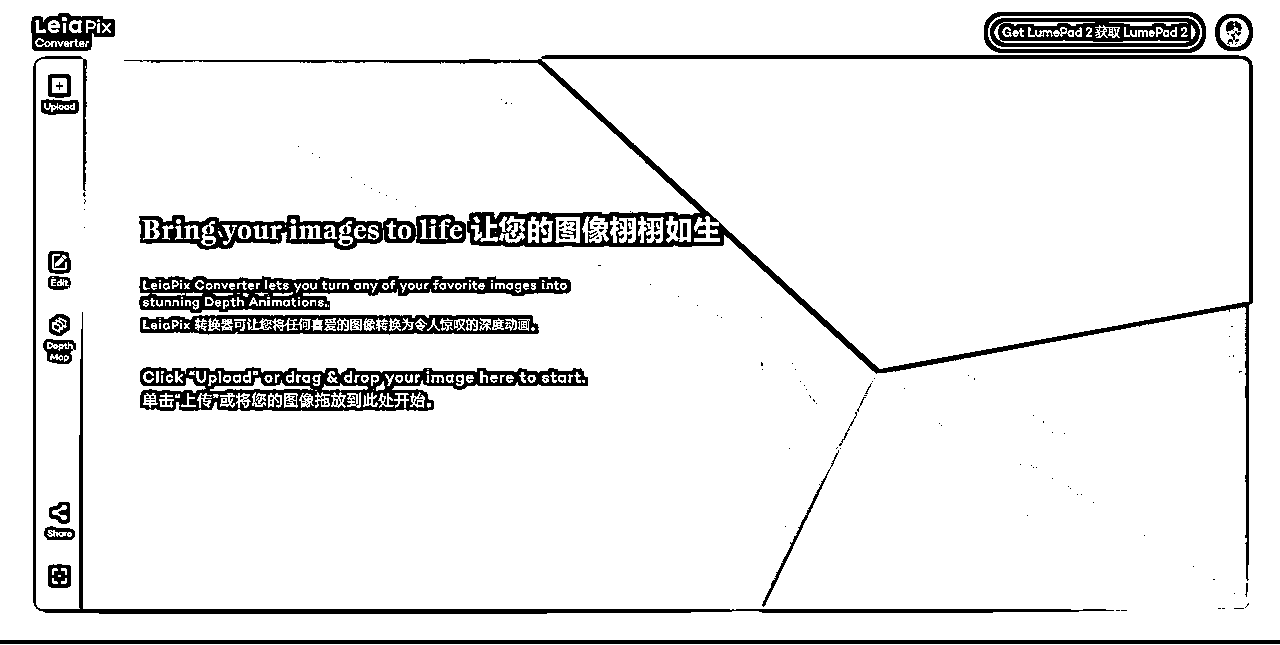 LeiaPix
Converter
Get LumePad 2 获取 LumePad 2
Upload
Bring your images to life 让您的图像栩栩如生
Edit
LeiaPix Converter lets you turn any of your favorite images into
stunning Depth Animations.
LeiaPix 转换器可让您将任何喜爱的图像转换为令人惊叹的深度动画。
Depth
Map
Click "Upload" or drag & drop your image here to start.
单击"上传"或将您的图像拖放到此处开始。
Share